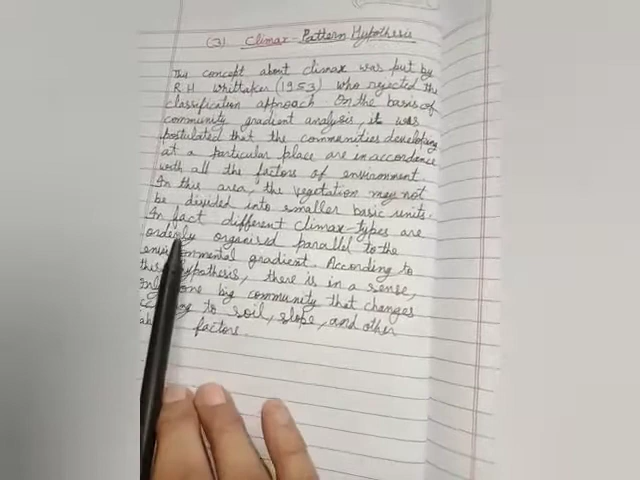 (3) Climax-Pattern Hypothesis
This concept about climax was put by
R.H Whittaker (1953) who rejected the
classification approach On the basis of
community gradient analysis, it was
postulated that the communities developing
at a particular place are in accordance
with all the factors of environment
In this area, the vegetation may not
be divided into smaller basic units.
In fact different climax-types are
orderly organised parallel to the
environmental gradient. According to
this hypothesis, there is in a sense,
only one big community that changes
to soil, slope, and other
factors.